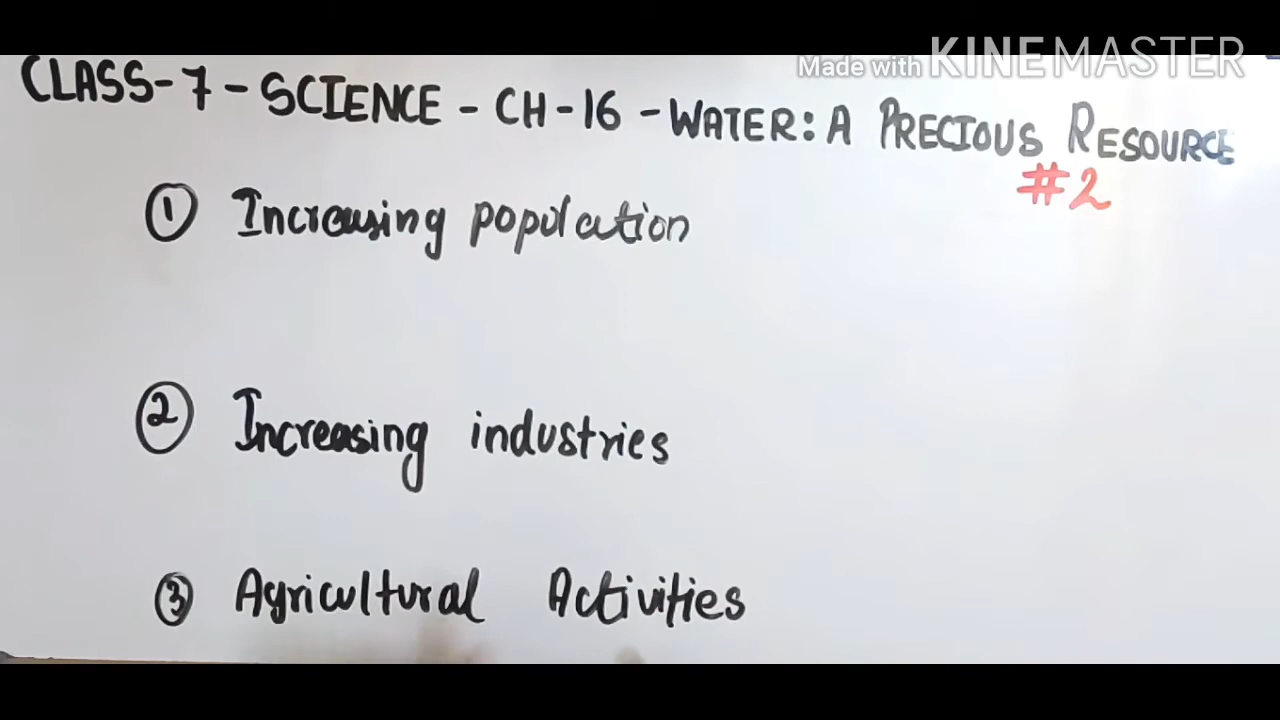 Made with KINEMASTER
CLASS-7-SCIENCE-CH-16-WATER: A PRECIOUS RESOURCE
#2
① Increasing population
② Increasing industries
③ Agricultural Activities